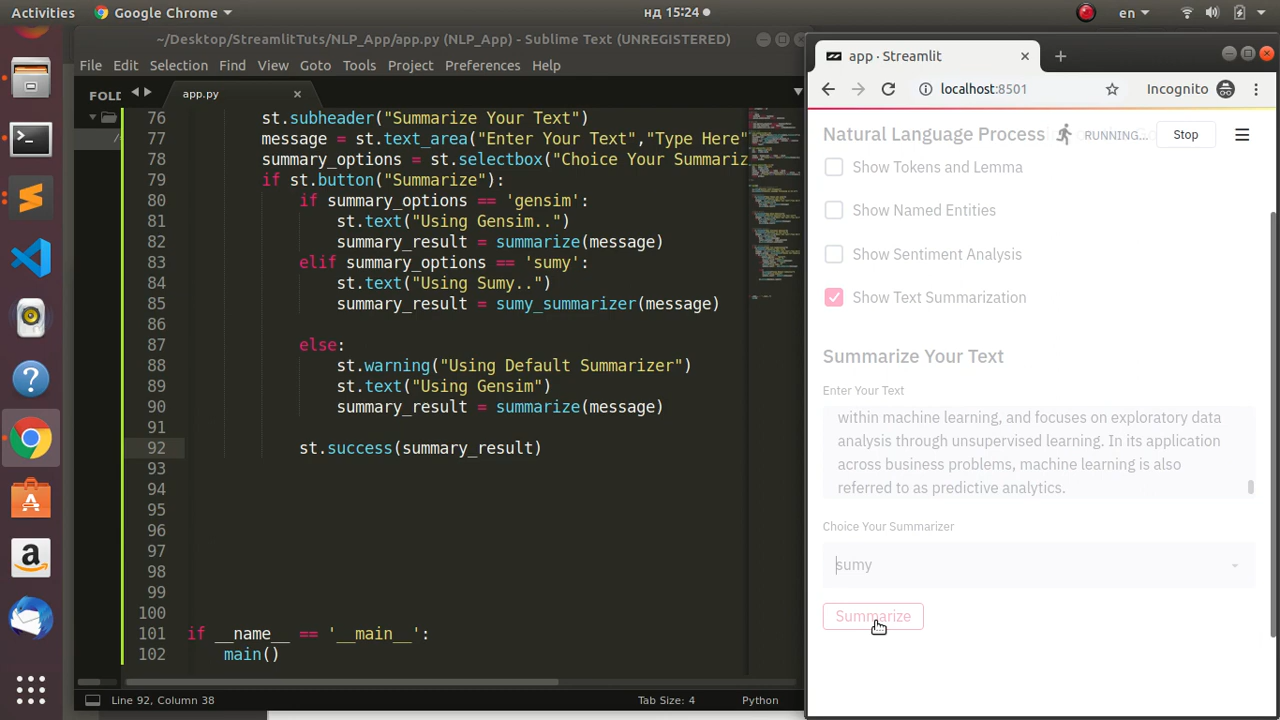 Activities
Google Chrome
нд 15:24
en
~/Desktop/StreamlitTuts/NLP_App/app.py (NLP_App) - Sublime Text (UNREGISTERED)
File Edit Selection Find View Goto Tools Project Preferences Help
FOLD
app.py
76 st.subheader("Summarize Your Text")
77 message = st.text_area("Enter Your Text","Type Here"
78 summary_options = st.selectbox("Choice Your Summariz
79 if st.button("Summarize"):
80 if summary_options == 'gensim':
81 st.text("Using Gensim..")
82 summary_result = summarize(message)
83 elif summary_options == 'sumy':
84 st.text("Using Sumy..")
85 summary_result = sumy_summarizer(message)
86
87 else:
88 st.warning("Using Default Summarizer")
89 st.text("Using Gensim")
90 summary_result = summarize(message)
91
92 st.success(summary_result)
93
94
95
96
97
98
99
100
101 if __name__ == '__main__':
102 main()
Line 92, Column 38
Tab Size: 4
Python
app · Streamlit
localhost:8501
Incognito
Natural Language Process
RUNNING...
Stop
Show Tokens and Lemma
Show Named Entities
Show Sentiment Analysis
Show Text Summarization
Summarize Your Text
Enter Your Text
within machine learning, and focuses on exploratory data
analysis through unsupervised learning. In its application
across business problems, machine learning is also
referred to as predictive analytics.
Choice Your Summarizer
sumy
Summarize